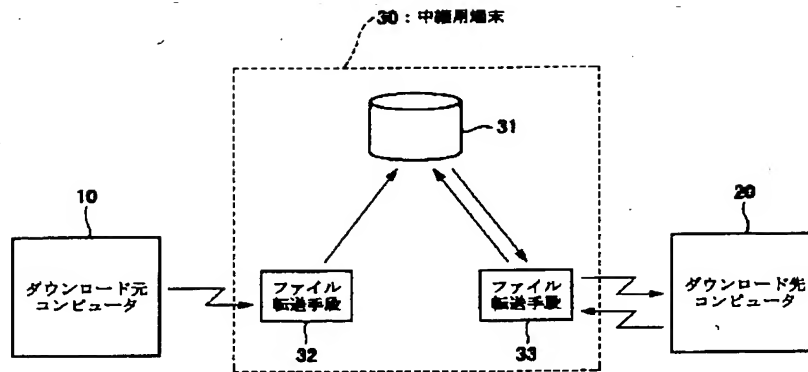 30：中継用端末
31
10
20
ダウンロード元
コンピュータ
ファイル
転送手段
ファイル
転送手段
ダウンロード先
コンピュータ
32
33